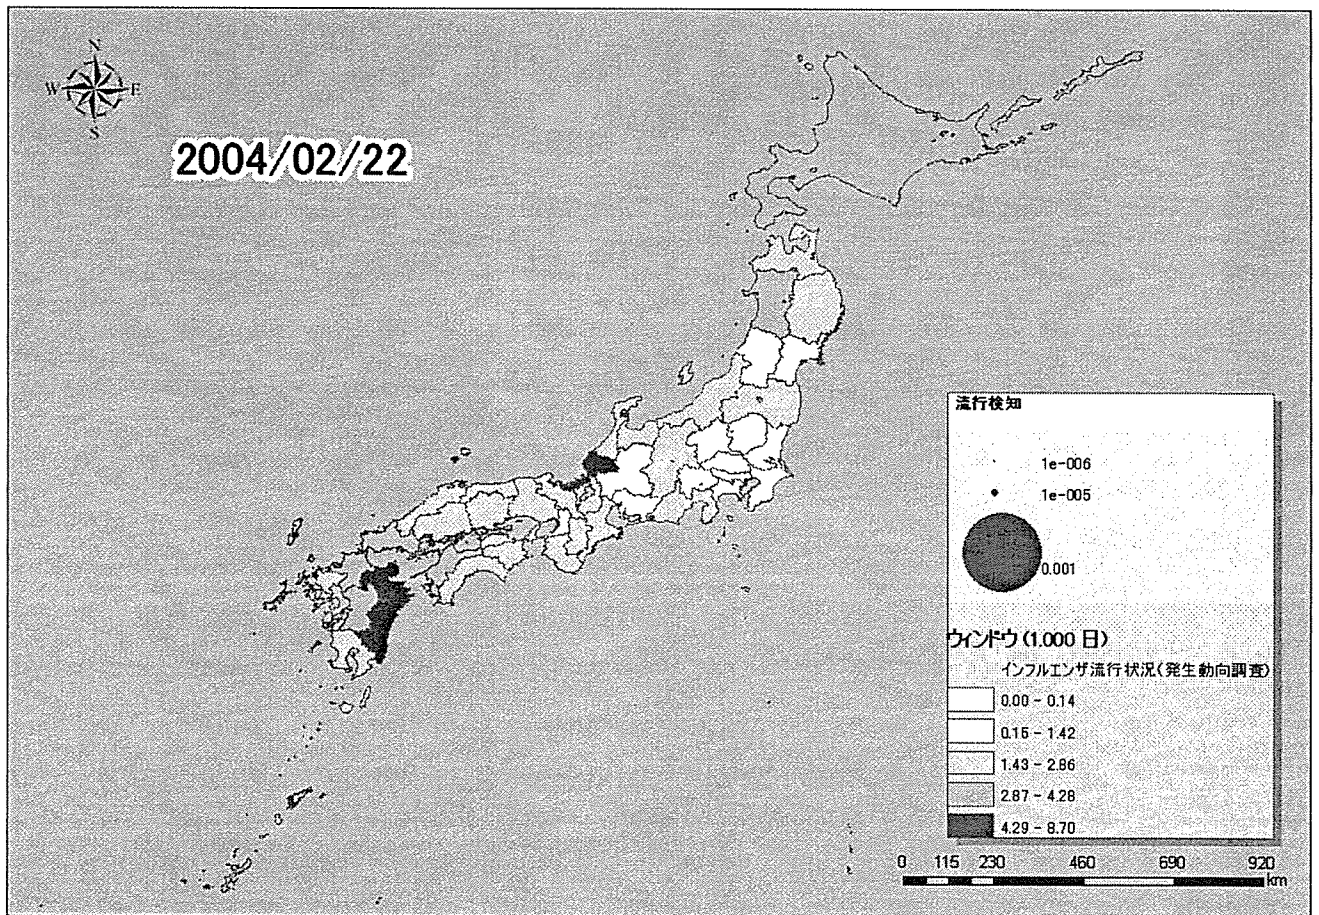 N
W E
S
2004/02/22
流行検知
1e-006
1e-005
0.001
ウィンドウ (1.000 日)
インフルエンザ流行状況(発生動向調査)
0.00 - 0.14
0.15 - 1.42
1.43 - 2.86
2.87 - 4.28
4.29 - 8.70
0 115 230 460 690 920
km